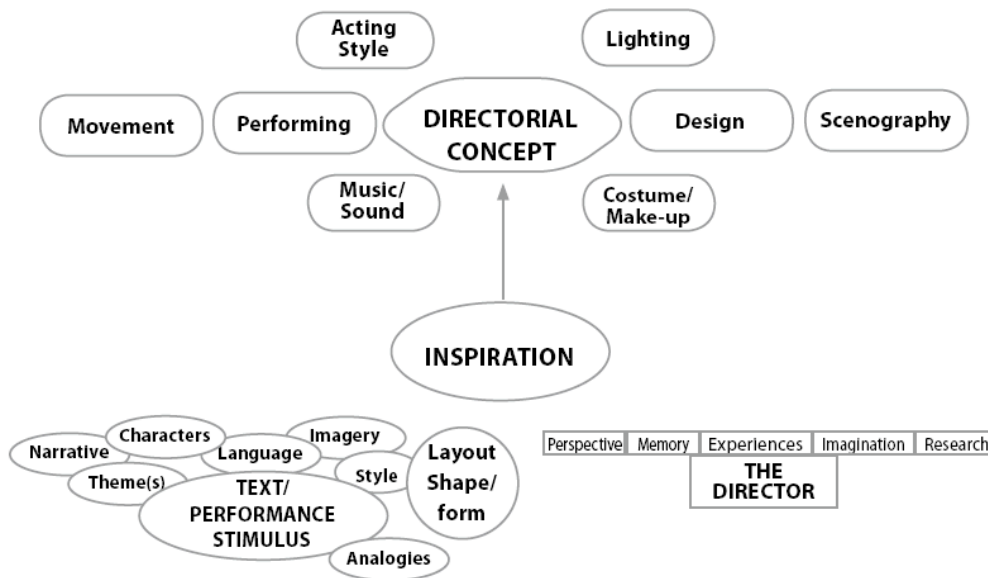 Acting
Style
Lighting
Movement
Performing
DIRECTORIAL
CONCEPT
Design
Scenography
Music/
Sound
Costume/
Make-up
INSPIRATION
Narrative
Characters
Theme(s)
Language
Imagery
Style
Layout
Shape/
form
TEXT/
PERFORMANCE
STIMULUS
Analogies
Perspective
Memory
Experiences
Imagination
Research
THE
DIRECTOR